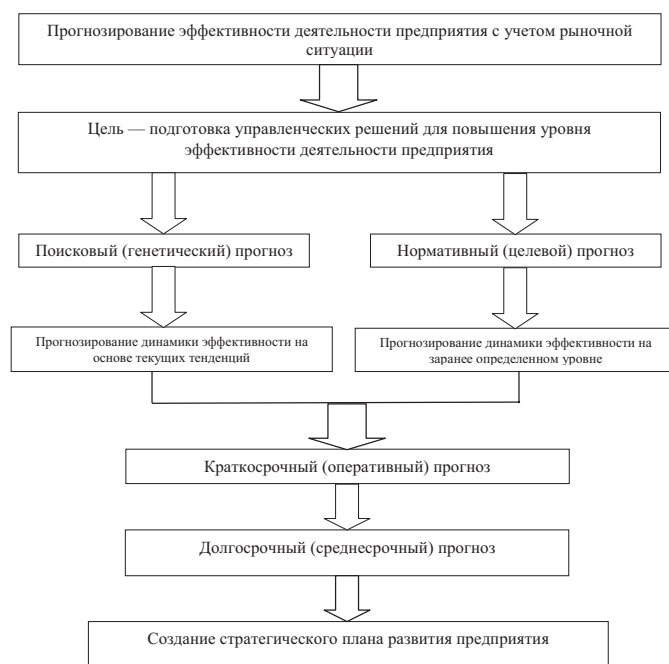 Прогнозирование эффективности деятельности предприятия с учетом рыночной
ситуации
Цель — подготовка управленческих решений для повышения уровня
эффективности деятельности предприятия
Поисковый (генетический) прогноз
Нормативный (целевой) прогноз
Прогнозирование динамики эффективности на
основе текущих тенденций
Прогнозирование динамики эффективности на
заранее определенном уровне
Краткосрочный (оперативный) прогноз
Долгосрочный (среднесрочный) прогноз
Создание стратегического плана развития предприятия